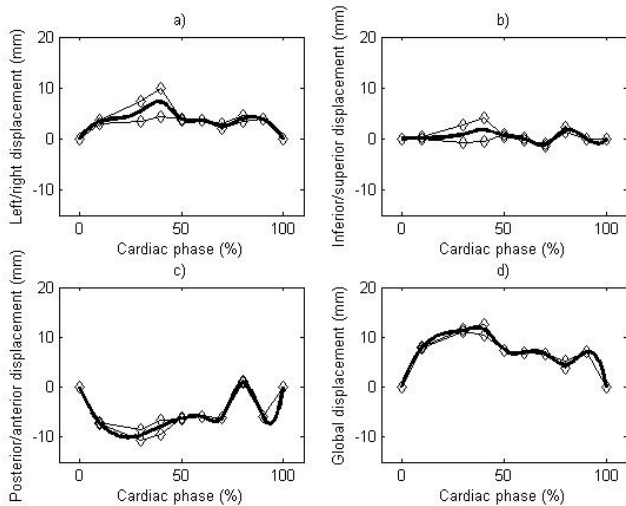 a)
20
10
0
-10
0
50
100
Left/right displacement (mm)
Cardiac phase (%)
b)
20
10
0
-10
0
50
100
Inferior/superior displacement (mm)
Cardiac phase (%)
c)
20
10
0
-10
0
50
100
Posterior/anterior displacement (mm)
Cardiac phase (%)
d)
20
10
0
-10
0
50
100
Global displacement (mm)
Cardiac phase (%)